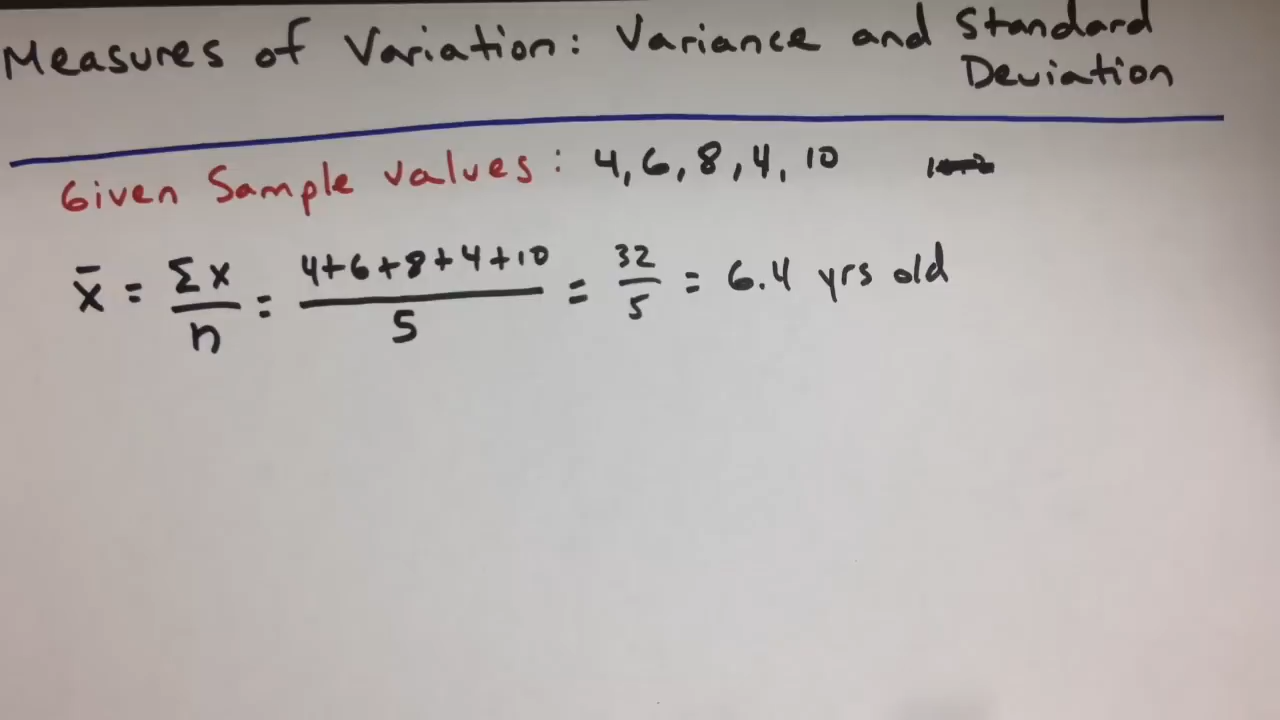 Measures of Variation: Variance and Standard
Deviation
Given Sample values: 4, 6, 8, 4, 10
x̄ = Σx/n = 4+6+8+4+10/5 = 32/5 = 6.4 yrs old